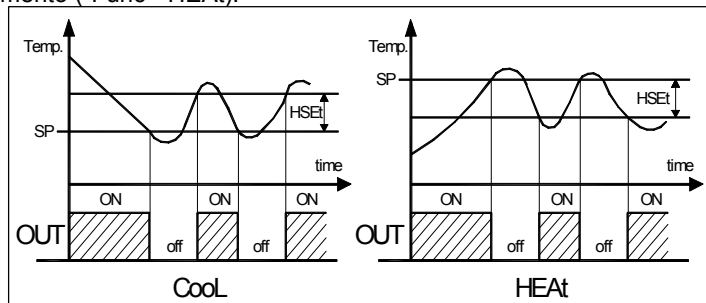 Temp.
SP
HSEt
time
ON
ON
ON
OUT
off
off
CooL
Temp.
SP
HSEt
time
ON
ON
ON
OUT
off
off
HEAt